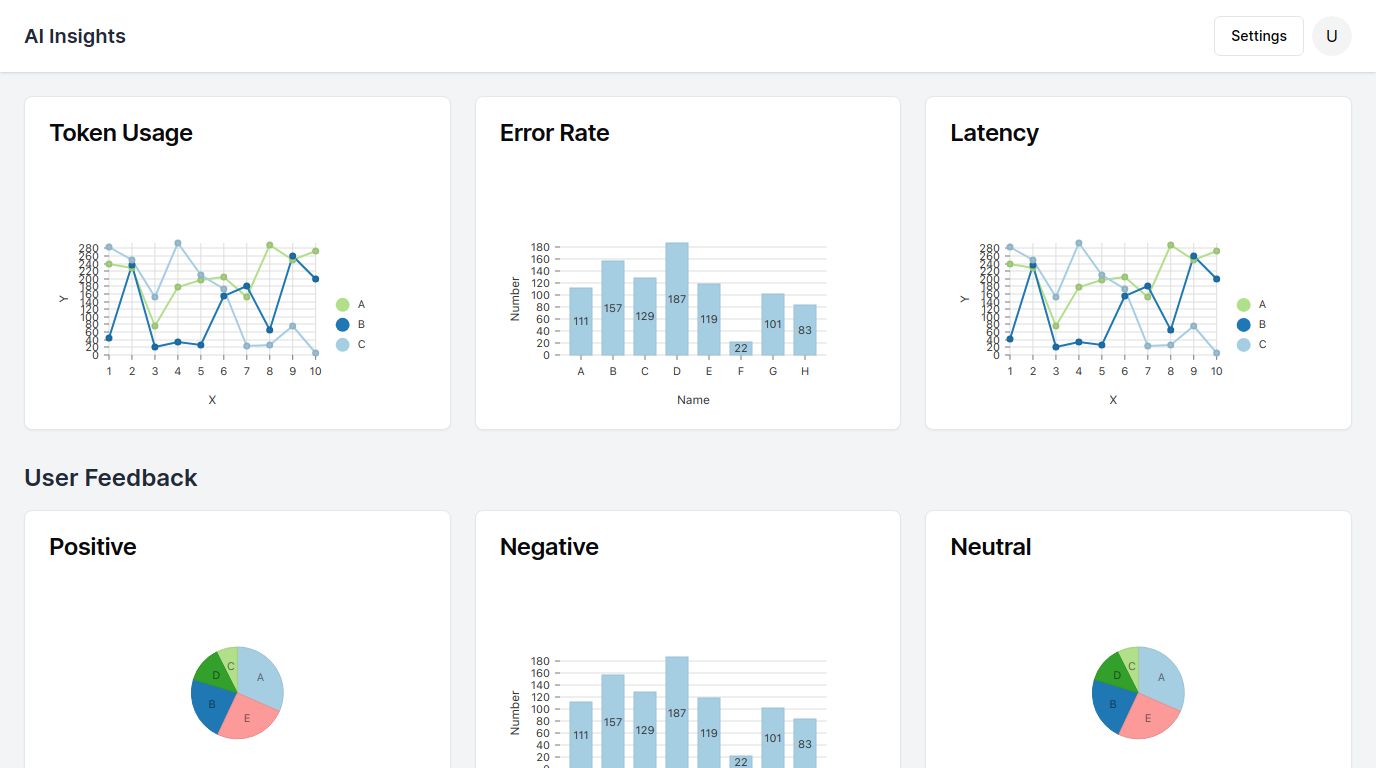 AI Insights
Settings
U
Token Usage
Y
280
260
240
220
200
180
160
140
120
100
80
60
40
20
0
1 2 3 4 5 6 7 8 9 10
X
A
B
C
Error Rate
Number
180
160
140
120
100
80
60
40
20
0
111 157 129 187 119 22 101 83
A B C D E F G H
Name
Latency
Y
280
260
240
220
200
180
160
140
120
100
80
60
40
20
0
1 2 3 4 5 6 7 8 9 10
X
A
B
C
User Feedback
Positive
C
A
D
B
E
Negative
Number
180
160
140
120
100
80
60
40
20
111 157 129 187 119 22 101 83
Neutral
C
A
D
B
E